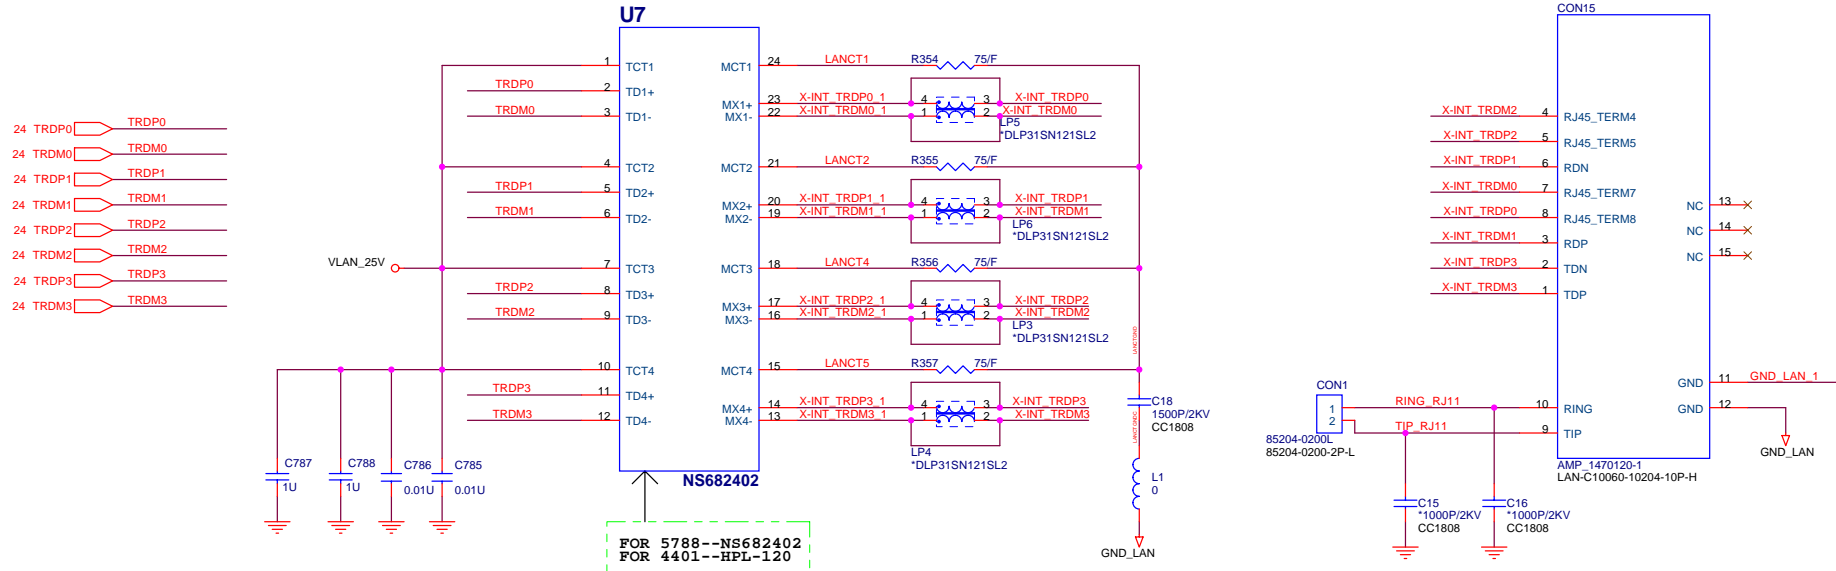 24 TRDP0 TRDP0
24 TRDM0 TRDM0
24 TRDP1 TRDP1
24 TRDM1 TRDM1
24 TRDP2 TRDP2
24 TRDM2 TRDM2
24 TRDP3 TRDP3
24 TRDM3 TRDM3
U7
1 TCT1 MCT1 24 LANCT1 R354 75/F
TRDP0 2 TD1+
MX1+ 23 X-INT_TRDP0_1 4 3 X-INT_TRDP0
TRDM0 3 TD1- MX1- 22 X-INT_TRDM0_1 1 2 X-INT_TRDM0
LP5
*DLP31SN121SL2
4 TCT2 MCT2 21 LANCT2 R355 75/F
TRDP1 5 TD2+
MX2+ 20 X-INT_TRDP1_1 4 3 X-INT_TRDP1
TRDM1 6 TD2- MX2- 19 X-INT_TRDM1_1 1 2 X-INT_TRDM1
LP6
*DLP31SN121SL2
VLAN_25V
7 TCT3 MCT3 18 LANCT4 R356 75/F
TRDP2 8 TD3+
MX3+ 17 X-INT_TRDP2_1 4 3 X-INT_TRDP2
TRDM2 9 TD3- MX3- 16 X-INT_TRDM2_1 1 2 X-INT_TRDM2
LP3
*DLP31SN121SL2
LANCTGND
10 TCT4 MCT4 15 LANCT5 R357 75/F
TRDP3 11 TD4+
MX4+ 14 X-INT_TRDP3_1 4 3 X-INT_TRDP3
TRDM3 12 TD4- MX4- 13 X-INT_TRDM3_1 1 2 X-INT_TRDM3
LP4
*DLP31SN121SL2
NS682402
C787
1U
C788
1U
C786
0.01U
C785
0.01U
FOR 5788--NS682402
FOR 4401--HPL-120
C18
1500P/2KV
CC1808
L1
0
GND_LAN
CON15
X-INT_TRDM2 4 RJ45_TERM4
X-INT_TRDP2 5 RJ45_TERM5
X-INT_TRDP1 6 RDN
X-INT_TRDM0 7 RJ45_TERM7
X-INT_TRDP0 8 RJ45_TERM8
X-INT_TRDM1 3 RDP
X-INT_TRDP3 2 TDN
X-INT_TRDM3 1 TDP
NC 13
NC 14
NC 15
GND 11 GND_LAN_1
GND 12
GND_LAN
CON1
1 RING_RJ11 10 RING
2 TIP_RJ11 9 TIP
85204-0200L
85204-0200-2P-L
AMP_1470120-1
LAN-C10060-10204-10P-H
C15
*1000P/2KV
CC1808
C16
*1000P/2KV
CC1808